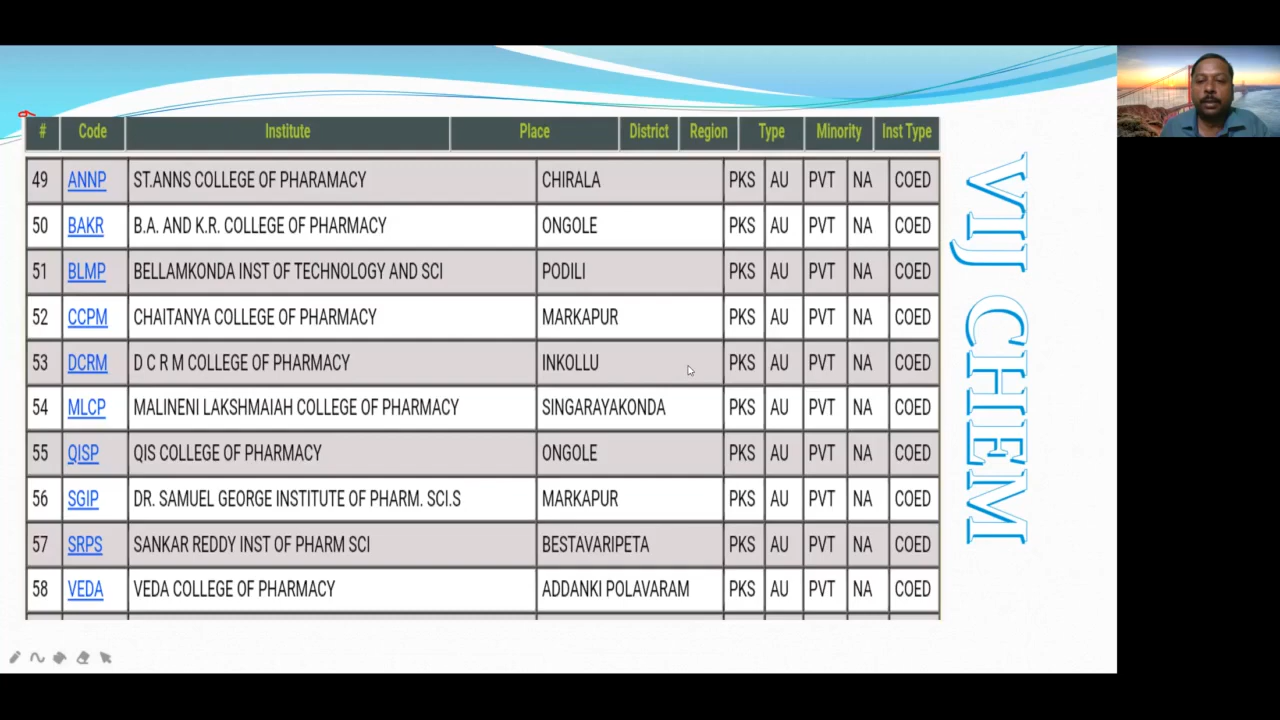 # Code Institute Place District Region Type Minority Inst Type
49 ANNP ST.ANNS COLLEGE OF PHARAMACY CHIRALA PKS AU PVT NA COED
50 BAKR B.A. AND K.R. COLLEGE OF PHARMACY ONGOLE PKS AU PVT NA COED
51 BLMP BELLAMKONDA INST OF TECHNOLOGY AND SCI PODILI PKS AU PVT NA COED
52 CCPM CHAITANYA COLLEGE OF PHARMACY MARKAPUR PKS AU PVT NA COED
53 DCRM D C R M COLLEGE OF PHARMACY INKOLLU PKS AU PVT NA COED
54 MLCP MALINENI LAKSHMAIAH COLLEGE OF PHARMACY SINGARAYAKONDA PKS AU PVT NA COED
55 QISP QIS COLLEGE OF PHARMACY ONGOLE PKS AU PVT NA COED
56 SGIP DR. SAMUEL GEORGE INSTITUTE OF PHARM. SCI.S MARKAPUR PKS AU PVT NA COED
57 SRPS SANKAR REDDY INST OF PHARM SCI BESTAVARIPETA PKS AU PVT NA COED
58 VEDA VEDA COLLEGE OF PHARMACY ADDANKI POLAVARAM PKS AU PVT NA COED
VIJ CHEM